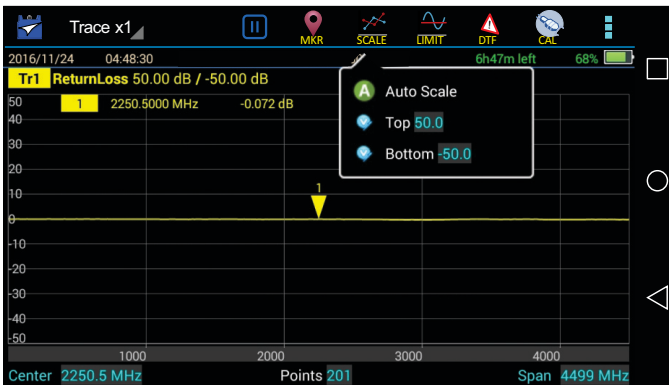 Trace x1
MKR
SCALE
LIMIT
DTF
CAL
2016/11/24 04:48:30
6h47m left 68%
Tr1 ReturnLoss 50.00 dB / -50.00 dB
1 2250.5000 MHz -0.072 dB
A Auto Scale
Top 50.0
Bottom -50.0
50
40
30
20
10
0
-10
-20
-30
-40
-50
1
1000 2000 3000 4000
Center 2250.5 MHz Points 201 Span 4499 MHz